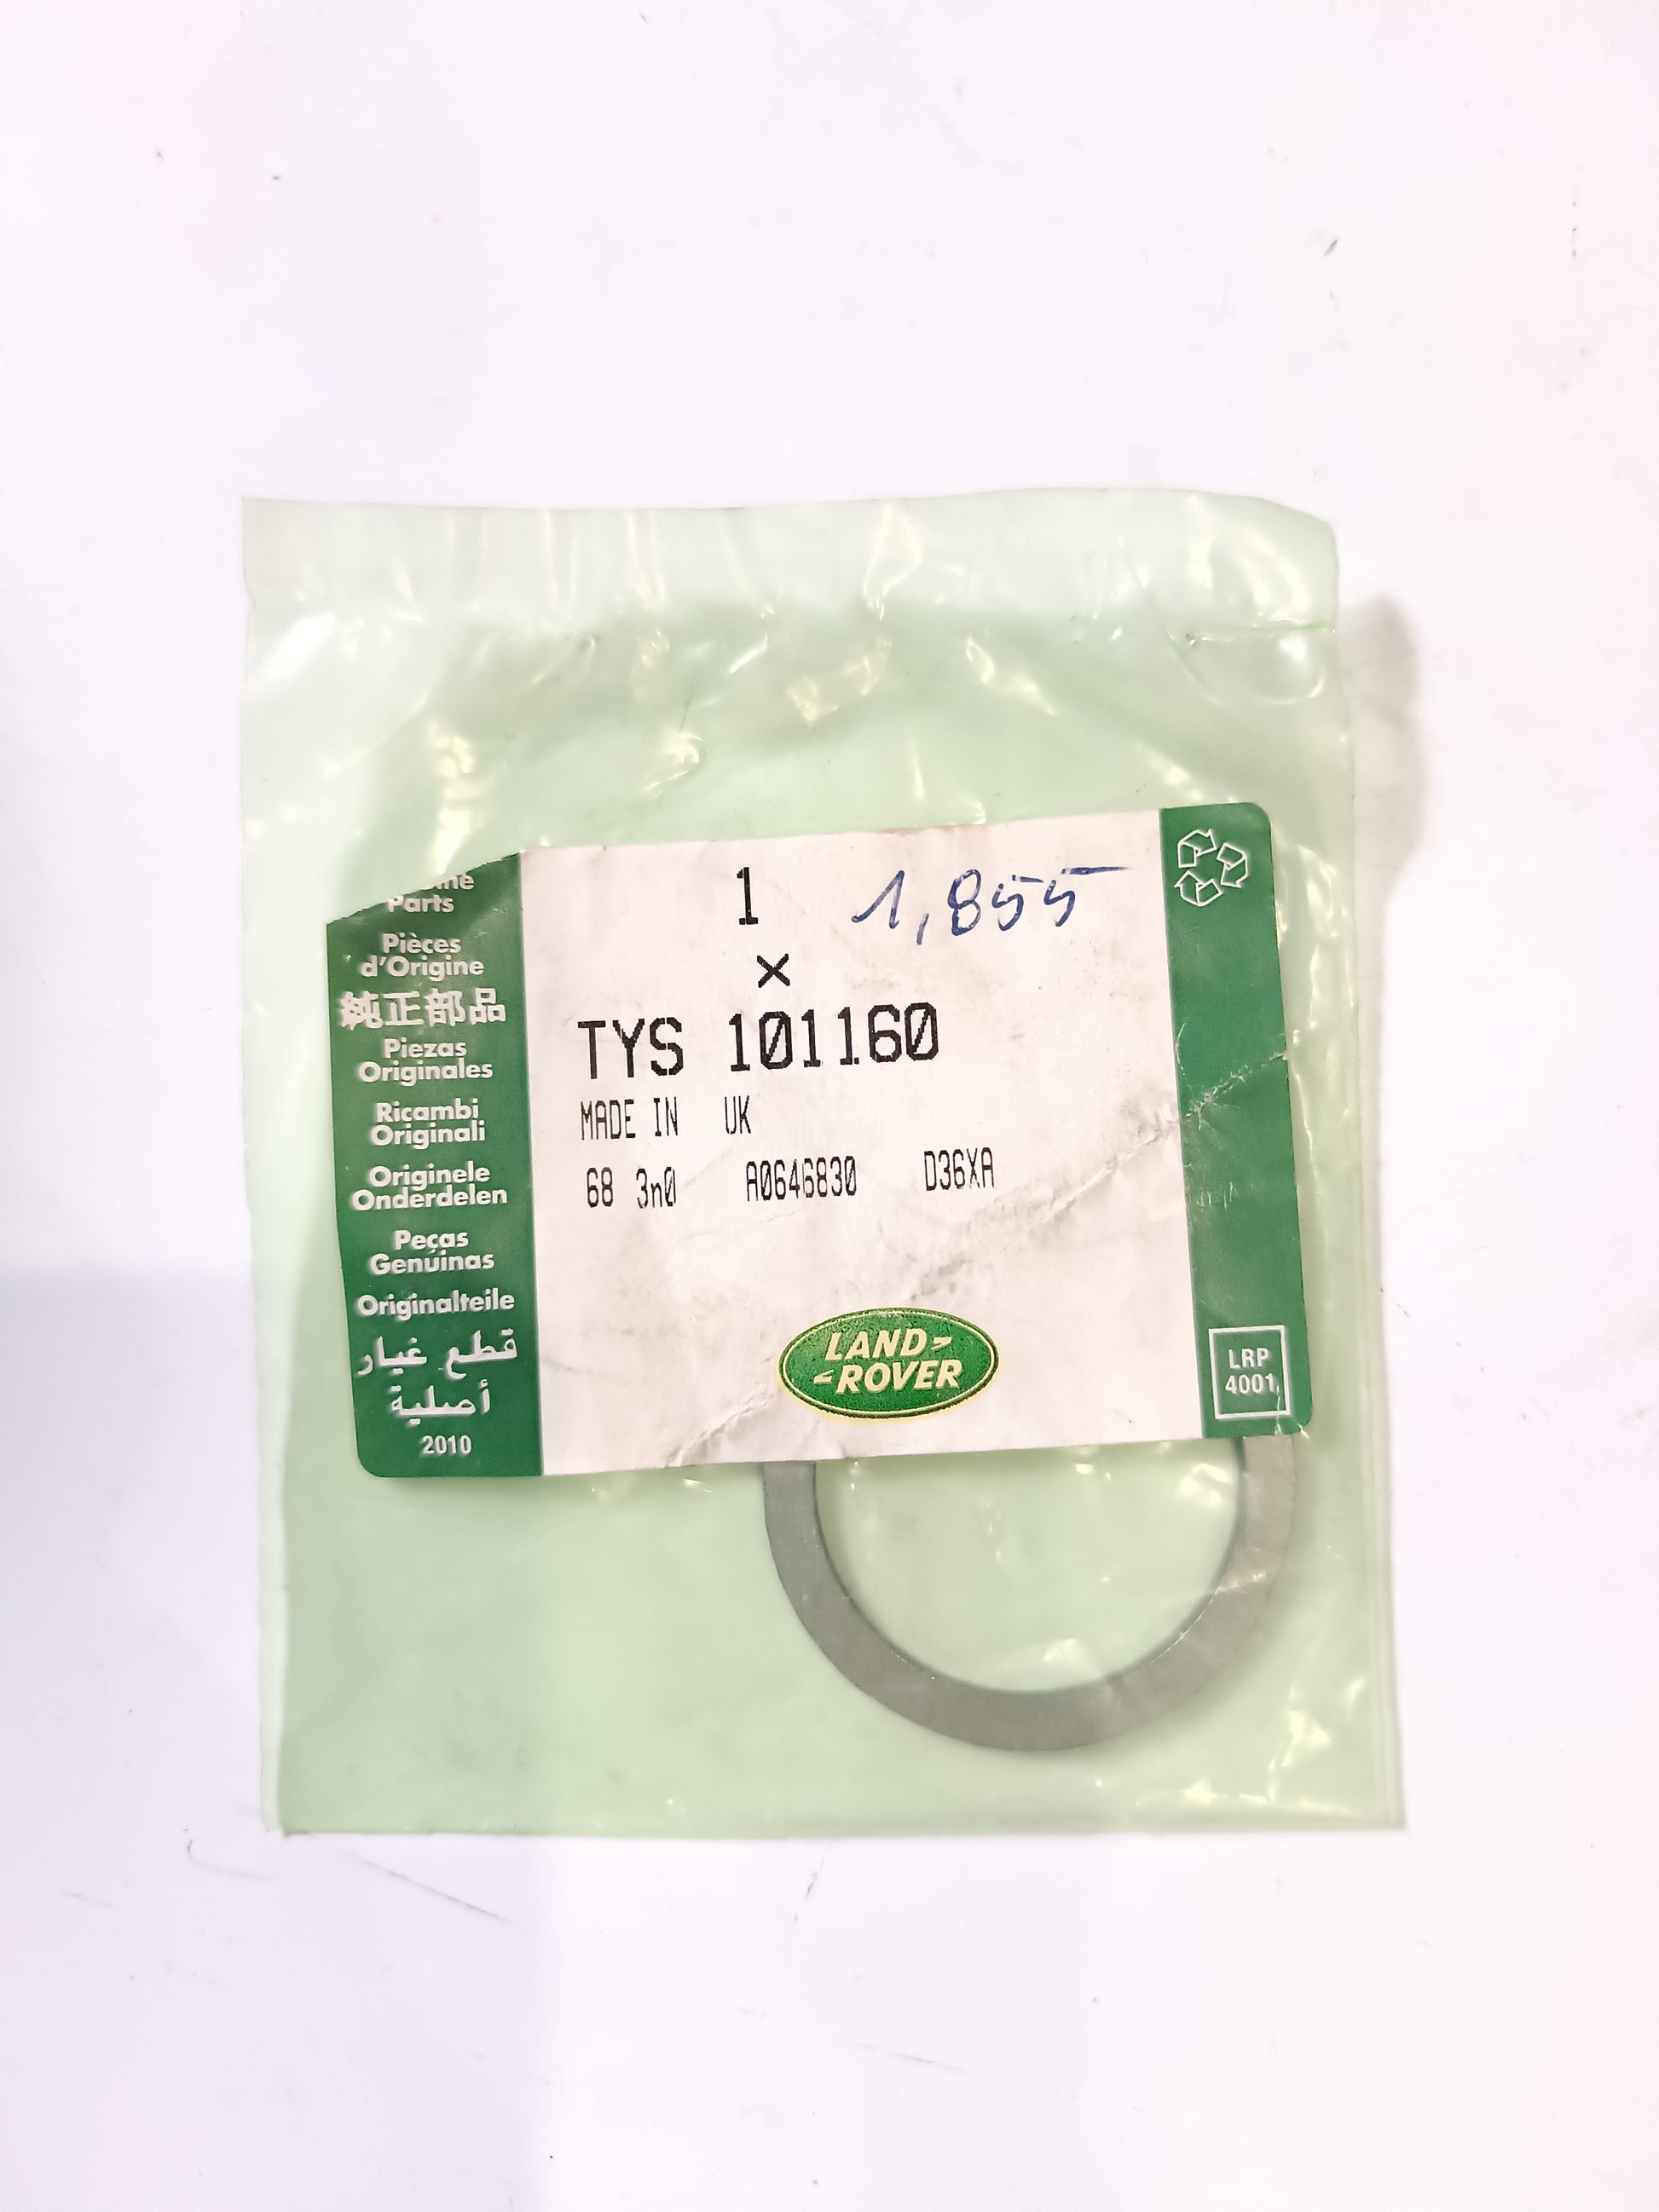 Parts
Pièces
d'Origine
純正部品
Piezas
Originales
Ricambi
Originali
Originele
Onderdelen
Peças
Genuínas
Originalteile
قطع غيار
أصلية
2010
1 1,855
×
TYS 101160
MADE IN UK
68 3n0 A0646830 D36XA
LAND-
-ROVER
LRP
4001